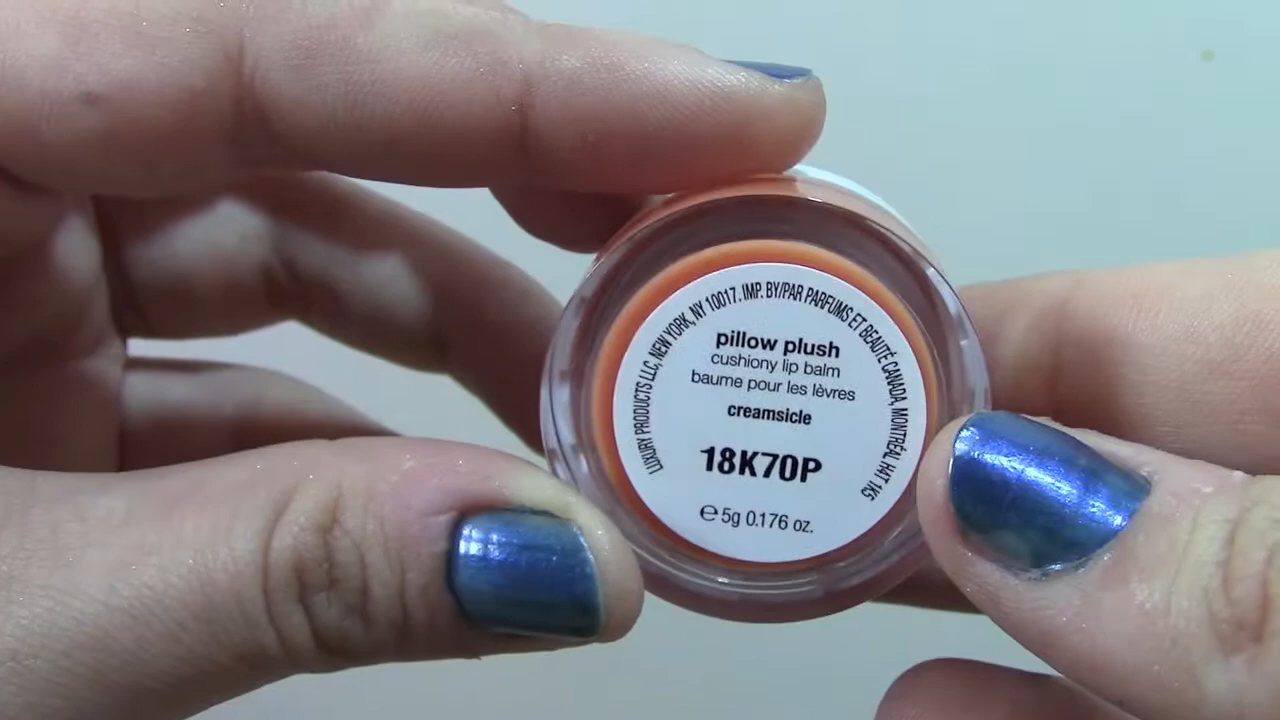 LUXURY PRODUCTS LLC, NEW YORK, NY 10017. IMP. BY/PAR PARFUMS ET BEAUTÉ CANADA, MONTRÉAL H4T 1K5
pillow plush
cushiony lip balm
baume pour les lèvres
creamsicle
18K70P
℮ 5g 0.176 oz.